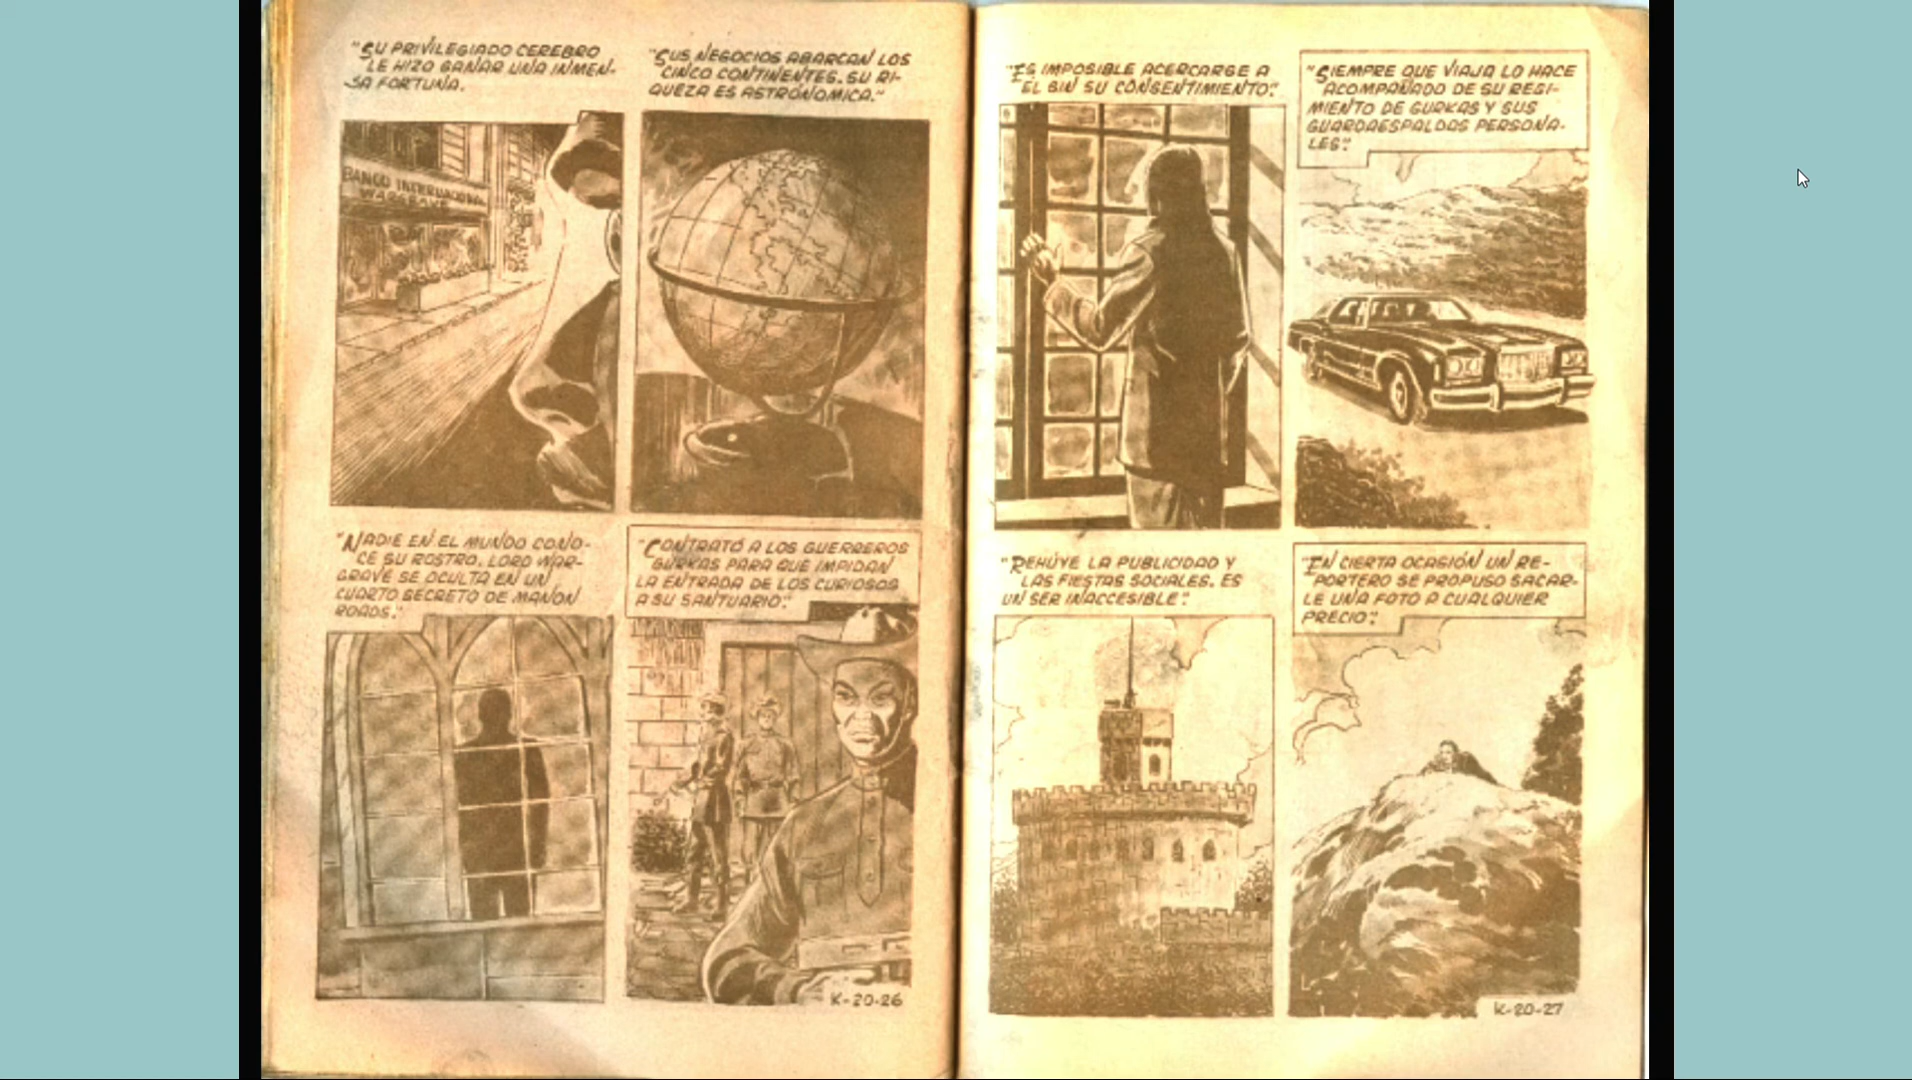 "SU PRIVILEGIADO CEREBRO
LE HIZO GANAR UNA INMEN-
SA FORTUNA.
"SUS NEGOCIOS ABARCAN LOS
CINCO CONTINENTES. SU RI-
QUEZA ES ASTRÓNOMICA."
BANCO INTERNACIONAL
WARGRAVE
"NADIE EN EL MUNDO CONO-
CE SU ROSTRO. LORD WAR-
GRAVE SE OCULTA EN UN
CUARTO SECRETO DE MANON
ROADS."
"CONTRATÓ A LOS GUERREROS
GURKAS PARA QUE IMPIDAN
LA ENTRADA DE LOS CURIOSOS
A SU SANTUARIO".
K-20-26
"ES IMPOSIBLE ACERCARSE A
EL SIN SU CONSENTIMIENTO".
"SIEMPRE QUE VIAJA LO HACE
ACOMPAÑADO DE SU REGI-
MIENTO DE GURKAS Y SUS
GUARDAESPALDAS PERSONA-
LES".
"REHÚYE LA PUBLICIDAD Y
LAS FIESTAS SOCIALES. ES
UN SER INACCESIBLE".
"EN CIERTA OCASIÓN UN RE-
PORTERO SE PROPUSO SACAR-
LE UNA FOTO A CUALQUIER
PRECIO".
K-20-27